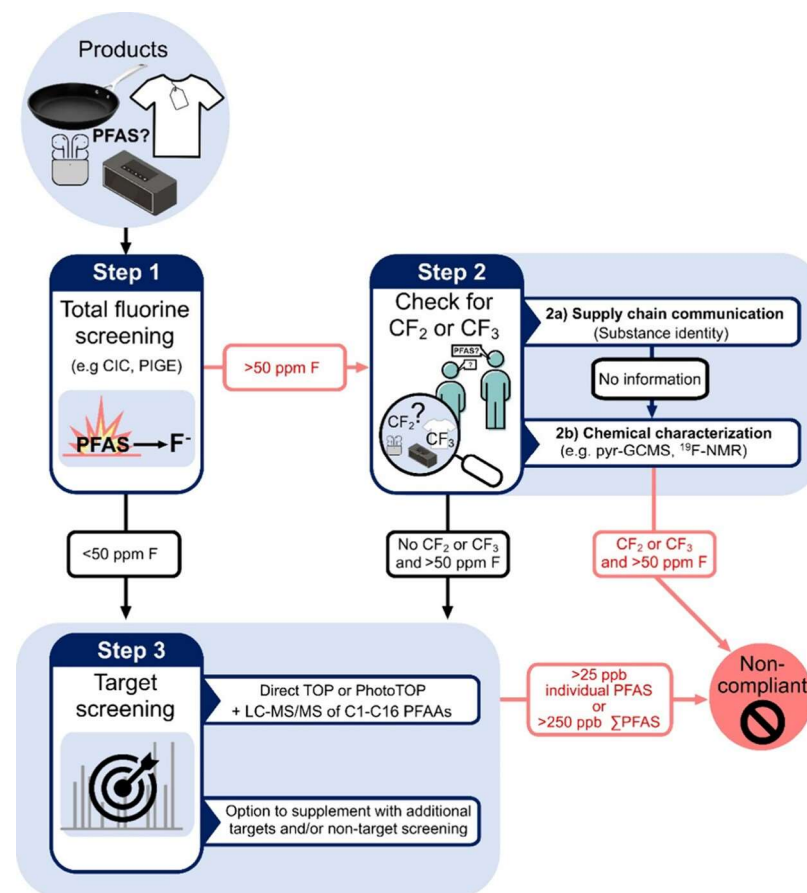 Products
PFAS?
Step 1
Total fluorine
screening
(e.g CIC, PIGE)
PFAS → F⁻
>50 ppm F
Step 2
Check for
CF₂ or CF₃
PFAS?
?
CF₂?
CF₃
2a) Supply chain communication
(Substance identity)
No information
2b) Chemical characterization
(e.g. pyr-GCMS, ¹⁹F-NMR)
<50 ppm F
No CF₂ or CF₃
and >50 ppm F
CF₂ or CF₃
and >50 ppm F
Step 3
Target
screening
Direct TOP or PhotoTOP
+ LC-MS/MS of C1-C16 PFAAs
Option to supplement with additional
targets and/or non-target screening
>25 ppb
individual PFAS
or
>250 ppb ∑PFAS
Non-
compliant